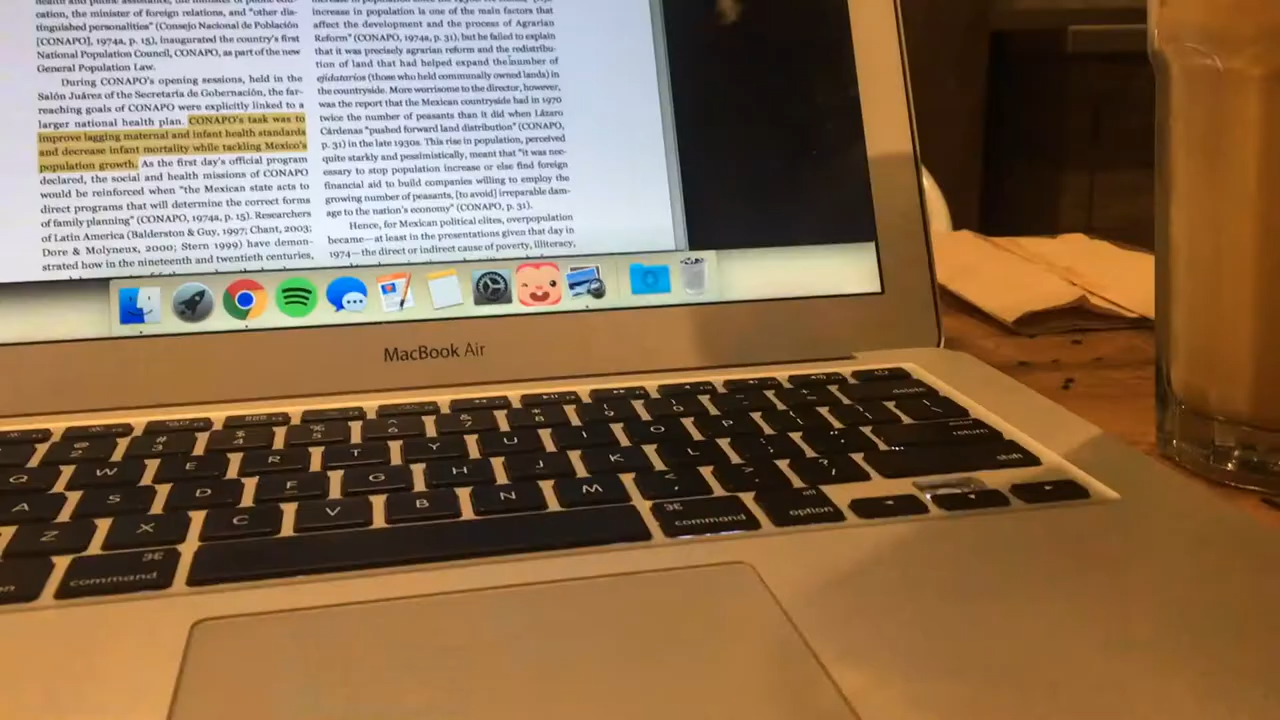 cation, the minister of foreign relations, and "other dis-
tinguished personalities" (Consejo Nacional de Población
[CONAPO], 1974a, p. 15), inaugurated the country's first
National Population Council, CONAPO, as part of the new
General Population Law.
During CONAPO's opening sessions, held in the
Salón Juárez of the Secretaría de Gobernación, the far-
reaching goals of CONAPO were explicitly linked to a
larger national health plan. CONAPO's task was to
improve lagging maternal and infant health standards
and decrease infant mortality while tackling Mexico's
population growth. As the first day's official program
declared, the social and health missions of CONAPO
would be reinforced when "the Mexican state acts to
direct programs that will determine the correct forms
of family planning" (CONAPO, 1974a, p. 15). Researchers
of Latin America (Balderston & Guy, 1997; Chant, 2003;
Dore & Molyneux, 2000; Stern 1999) have demon-
strated how in the nineteenth and twentieth centuries,
increase in population is one of the main factors that
affect the development and the process of Agrarian
Reform" (CONAPO, 1974a, p. 31), but he failed to explain
that it was precisely agrarian reform and the redistribu-
tion of land that had helped expand the number of
ejidatarios (those who held communally owned lands) in
the countryside. More worrisome to the director, however,
was the report that the Mexican countryside had in 1970
twice the number of peasants than it did when Lázaro
Cárdenas "pushed forward land distribution" (CONAPO,
p. 31) in the late 1930s. This rise in population, perceived
quite starkly and pessimistically, meant that "it was nec-
essary to stop population increase or else find foreign
financial aid to build companies willing to employ the
growing number of peasants, [to avoid] irreparable dam-
age to the nation's economy" (CONAPO, p. 31).
Hence, for Mexican political elites, overpopulation
became—at least in the presentations given that day in
1974—the direct or indirect cause of poverty, illiteracy,
MacBook Air
delete
2 3 4 5 6 7 8 9 0
Q W E R T Y U I O P
return
A S D F G H J K L
shift
Z X C V B N M
command
command
option